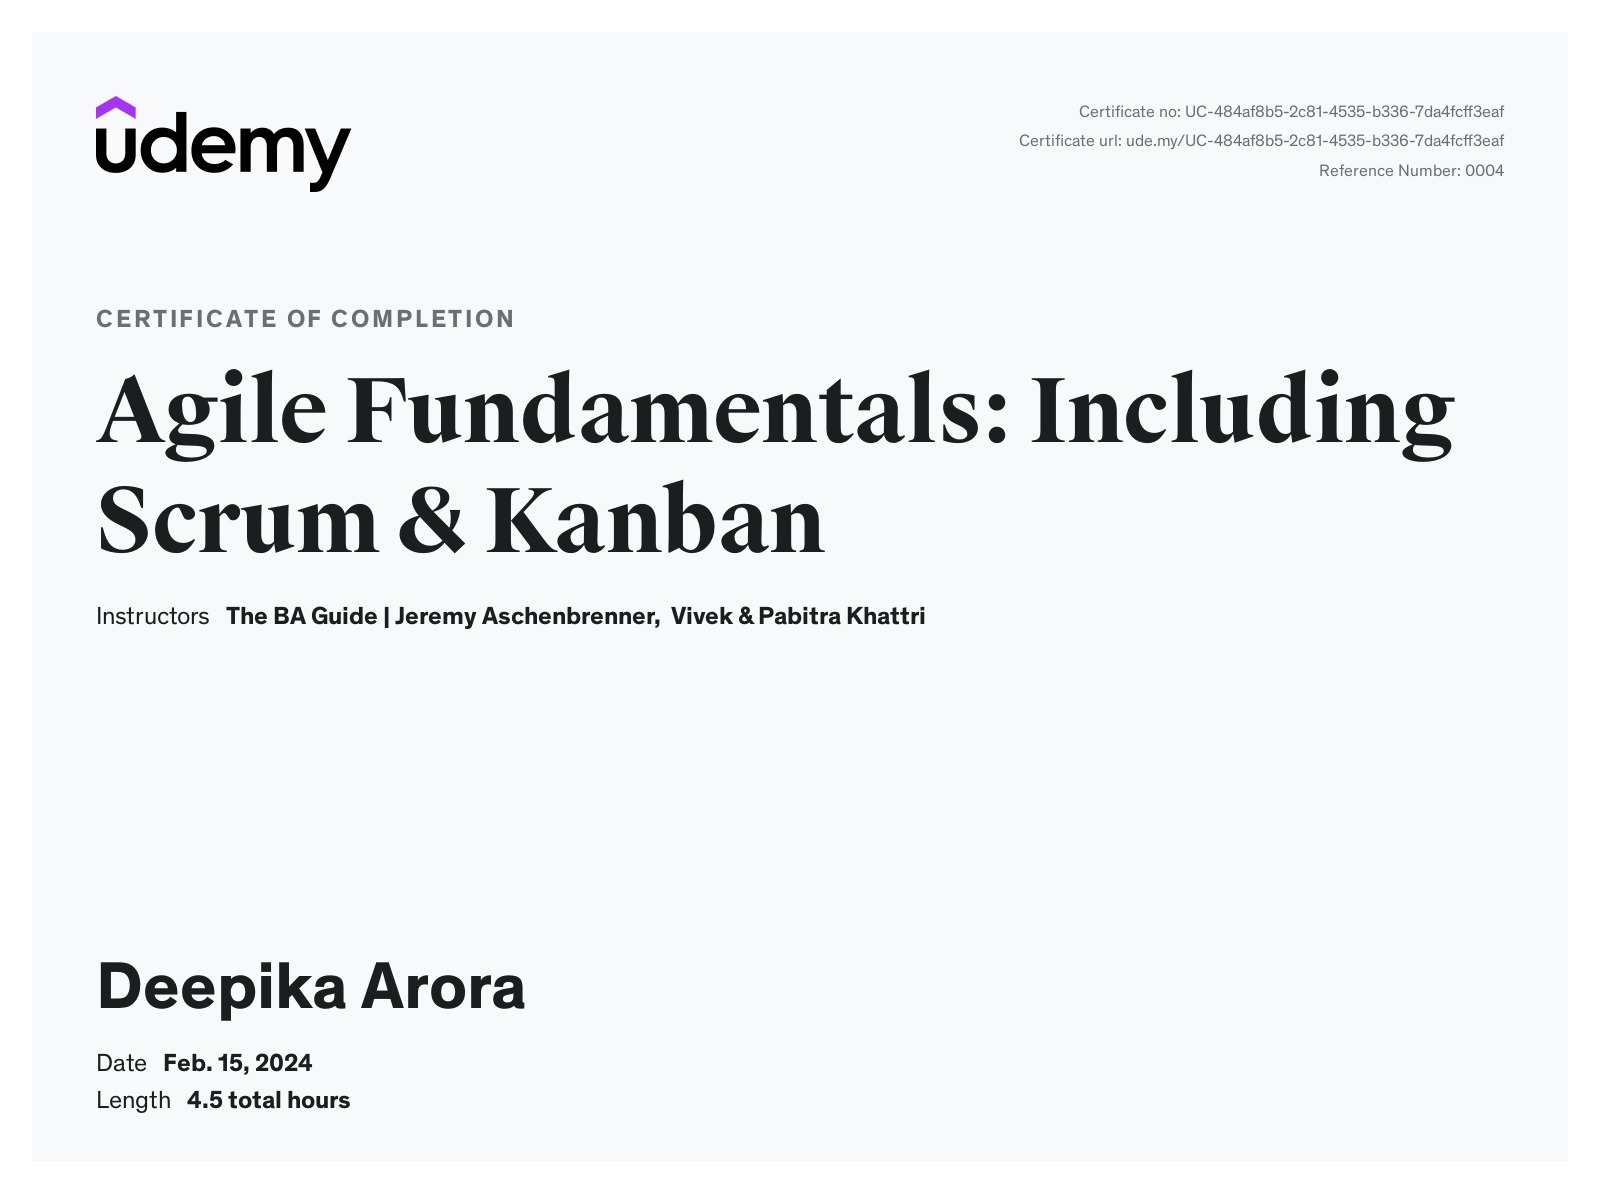 udemy
Certificate no: UC-484af8b5-2c81-4535-b336-7da4fcff3eaf
Certificate url: ude.my/UC-484af8b5-2c81-4535-b336-7da4fcff3eaf
Reference Number: 0004
CERTIFICATE OF COMPLETION
Agile Fundamentals: Including
Scrum & Kanban
Instructors The BA Guide | Jeremy Aschenbrenner, Vivek & Pabitra Khattri
Deepika Arora
Date Feb. 15, 2024
Length 4.5 total hours